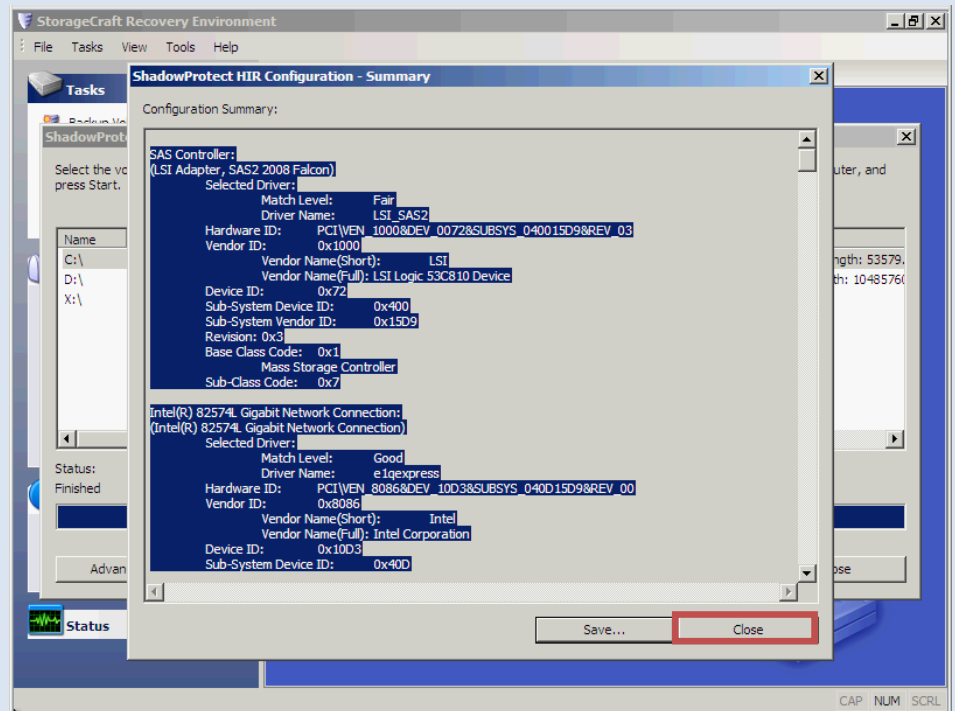 StorageCraft Recovery Environment
File Tasks View Tools Help
Tasks
Backup Vo
ShadowProt
Select the vo
press Start.
uter, and
Name
C:\
D:\
X:\
ngth: 53579.
th: 10485760
Status:
Finished
Advan
ose
Status
ShadowProtect HIR Configuration - Summary
Configuration Summary:
SAS Controller:
(LSI Adapter, SAS2 2008 Falcon)
Selected Driver:
Match Level: Fair
Driver Name: LSI_SAS2
Hardware ID: PCI\VEN_1000&DEV_0072&SUBSYS_040015D9&REV_03
Vendor ID: 0x1000
Vendor Name(Short): LSI
Vendor Name(Full): LSI Logic 53C810 Device
Device ID: 0x72
Sub-System Device ID: 0x400
Sub-System Vendor ID: 0x15D9
Revision: 0x3
Base Class Code: 0x1
Mass Storage Controller
Sub-Class Code: 0x7
Intel(R) 82574L Gigabit Network Connection:
(Intel(R) 82574L Gigabit Network Connection)
Selected Driver:
Match Level: Good
Driver Name: e1qexpress
Hardware ID: PCI\VEN_8086&DEV_10D3&SUBSYS_040D15D9&REV_00
Vendor ID: 0x8086
Vendor Name(Short): Intel
Vendor Name(Full): Intel Corporation
Device ID: 0x10D3
Sub-System Device ID: 0x40D
Save... Close
CAP NUM SCRL